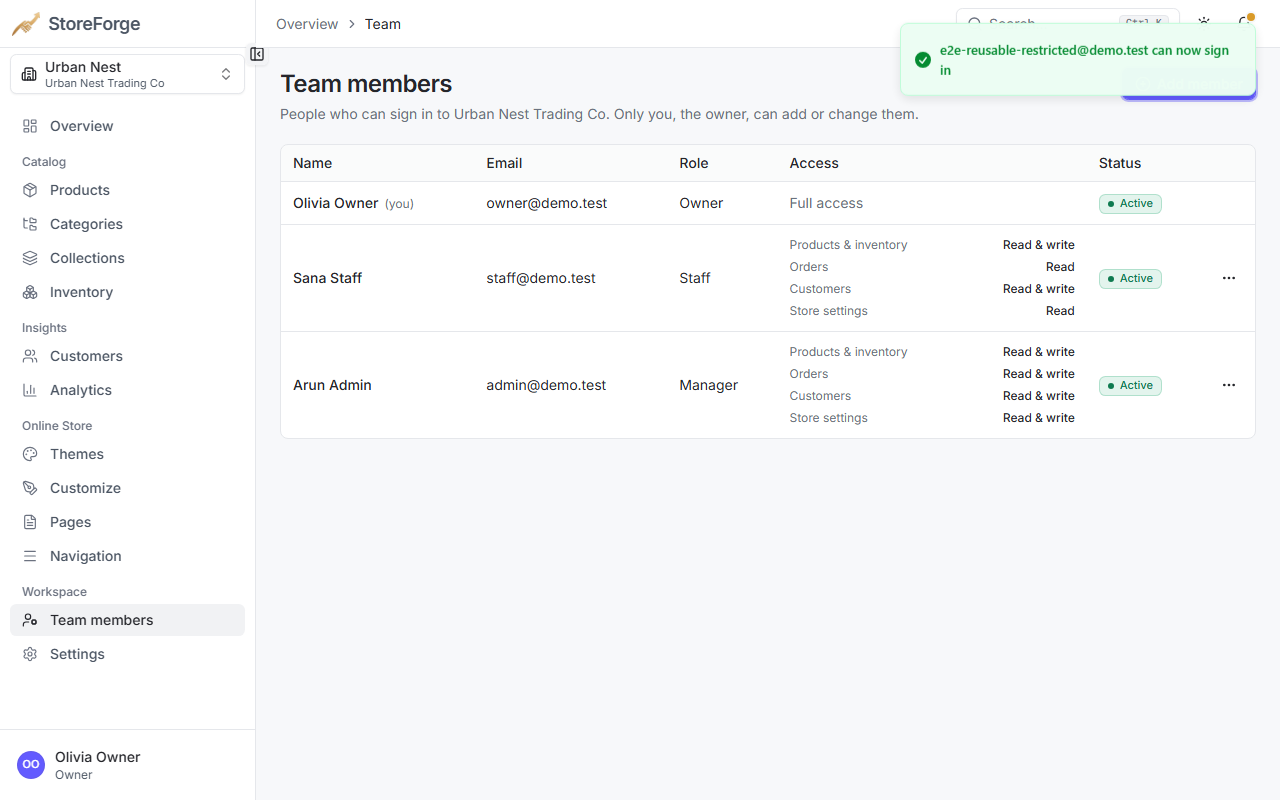 StoreForge
Overview > Team
Search
Ctrl K
e2e-reusable-restricted@demo.test can now sign
in
Urban Nest
Urban Nest Trading Co
Overview
Catalog
Products
Categories
Collections
Inventory
Insights
Customers
Analytics
Online Store
Themes
Customize
Pages
Navigation
Workspace
Team members
Settings
OO
Olivia Owner
Owner
Team members
People who can sign in to Urban Nest Trading Co. Only you, the owner, can add or change them.
Name Email Role Access Status
Olivia Owner (you) owner@demo.test Owner Full access Active
Sana Staff staff@demo.test Staff
Products & inventory Read & write
Orders Read
Customers Read & write
Store settings Read
Active
Arun Admin admin@demo.test Manager
Products & inventory Read & write
Orders Read & write
Customers Read & write
Store settings Read & write
Active